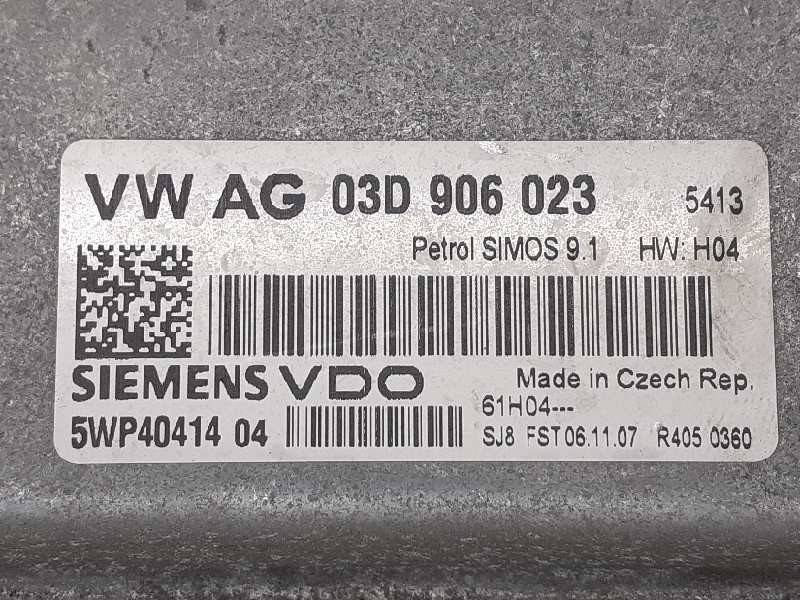 VW AG 03D 906 023 5413
Petrol SIMOS 9.1 HW: H04
SIEMENS VDO Made in Czech Rep.
61H04---
5WP40414 04 SJ8 FST 06.11.07 R405 0360